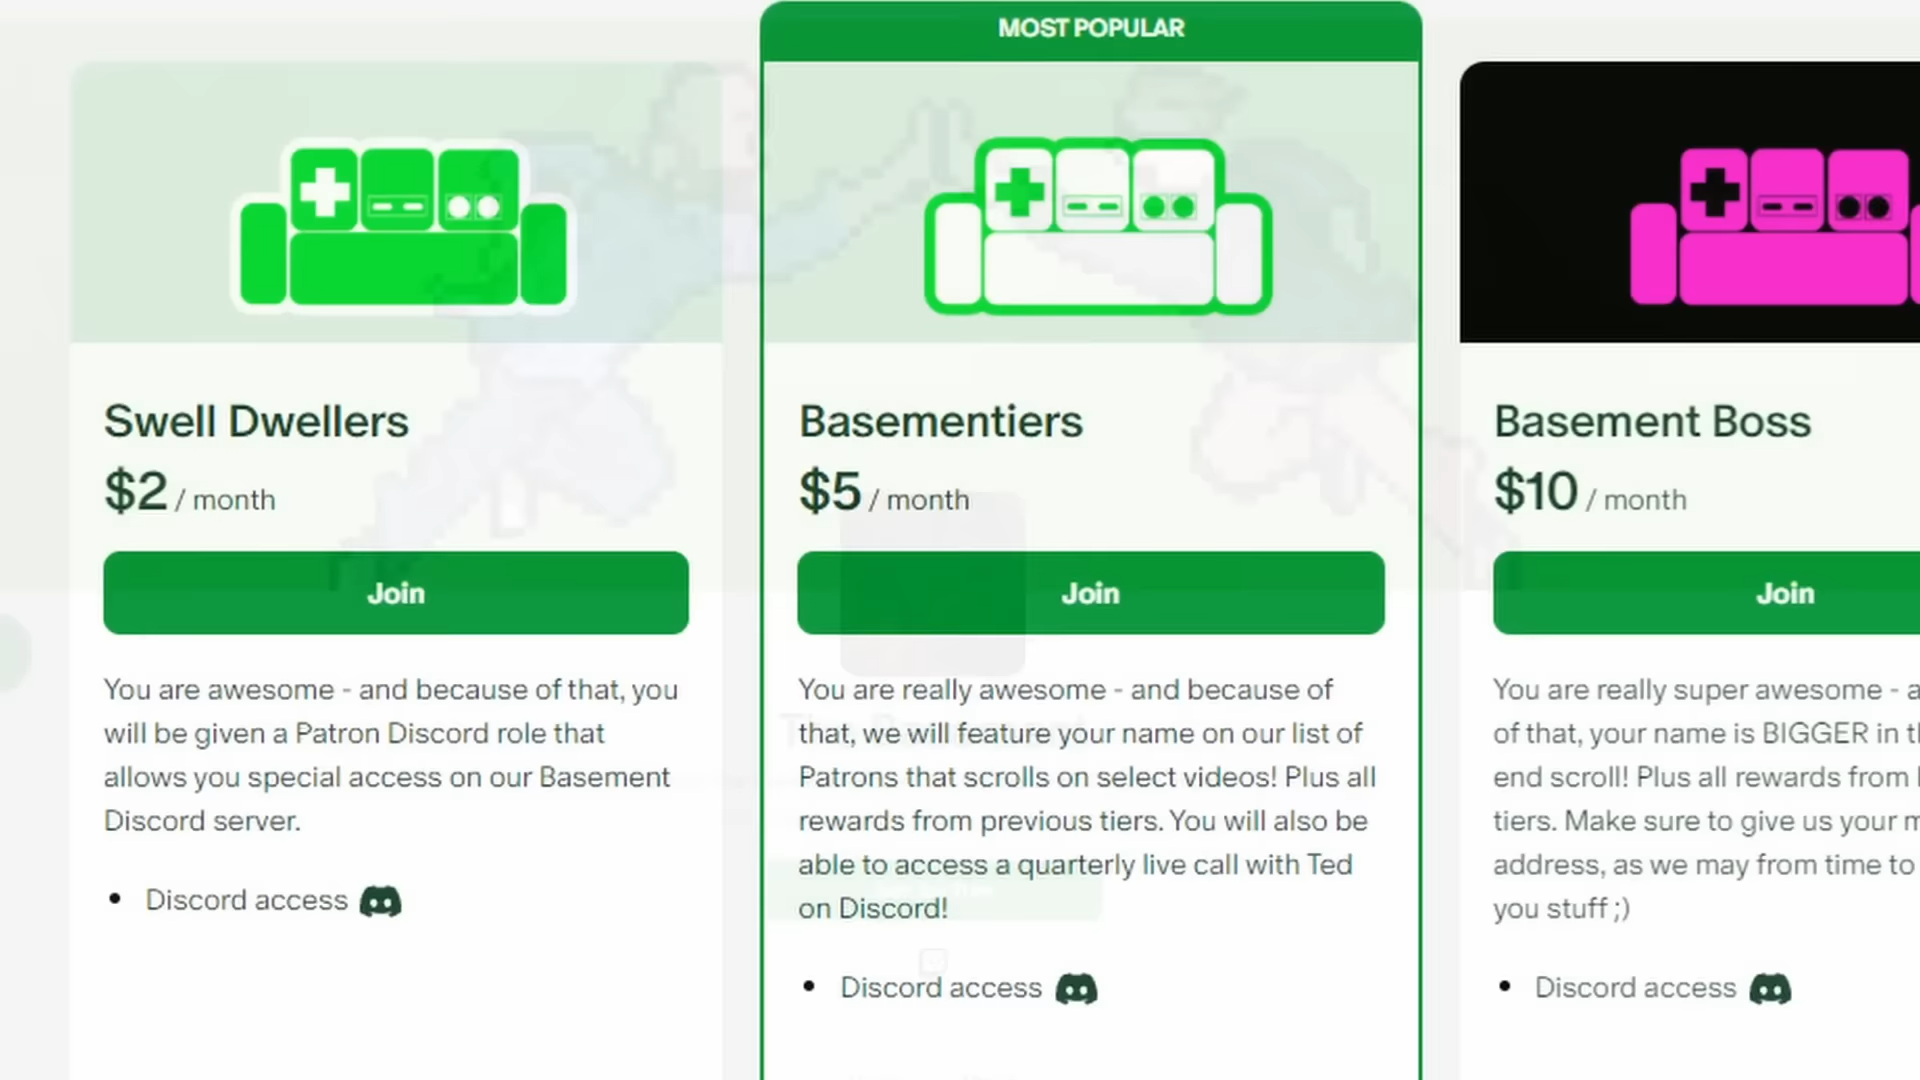 MOST POPULAR
Swell Dwellers
$2 / month
Join
You are awesome - and because of that, you
will be given a Patron Discord role that
allows you special access on our Basement
Discord server.
• Discord access
Basementiers
$5 / month
Join
You are really awesome - and because of
that, we will feature your name on our list of
Patrons that scrolls on select videos! Plus all
rewards from previous tiers. You will also be
able to access a quarterly live call with Ted
on Discord!
• Discord access
Basement Boss
$10 / month
Join
You are really super awesome - a
of that, your name is BIGGER in
end scroll! Plus all rewards from
tiers. Make sure to give us your
address, as we may from time to
you stuff ;)
• Discord access